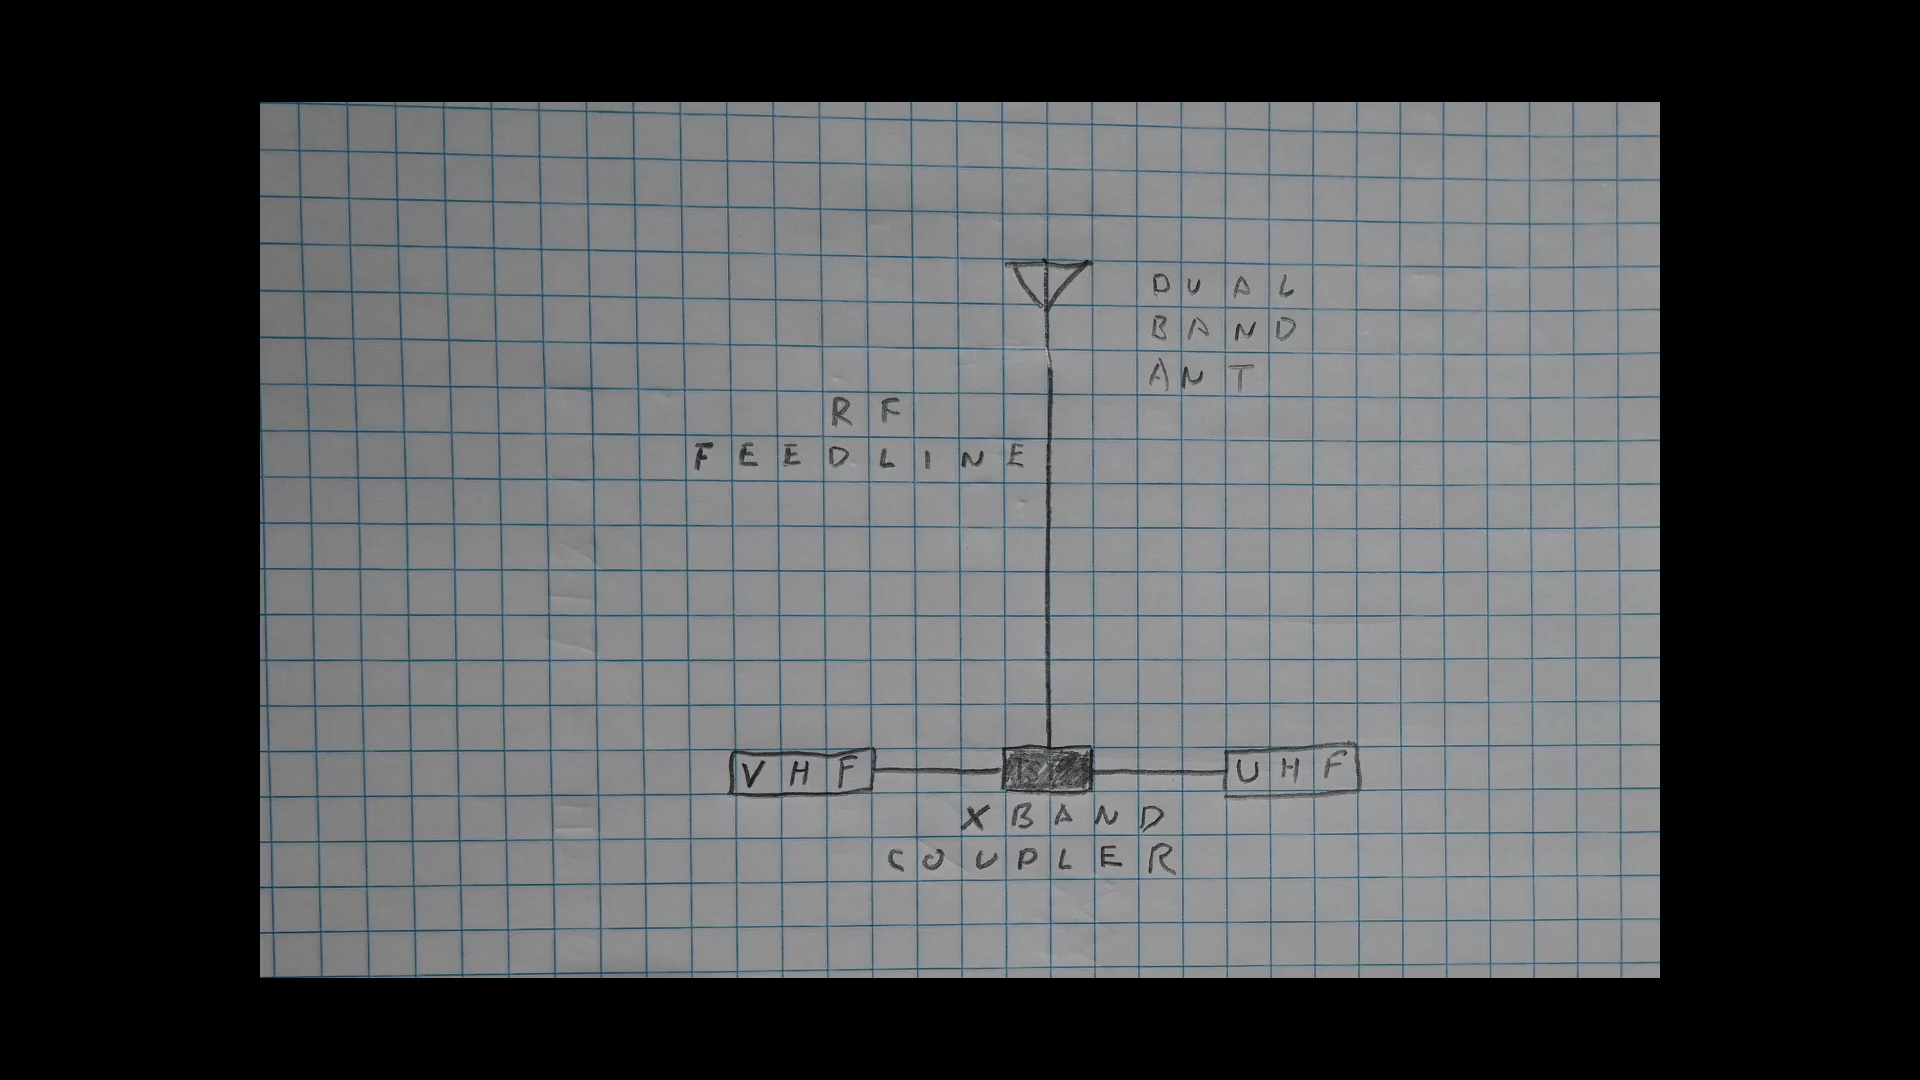 DUAL
BAND
ANT
RF
FEEDLINE
VHF
UHF
XBAND
COUPLER